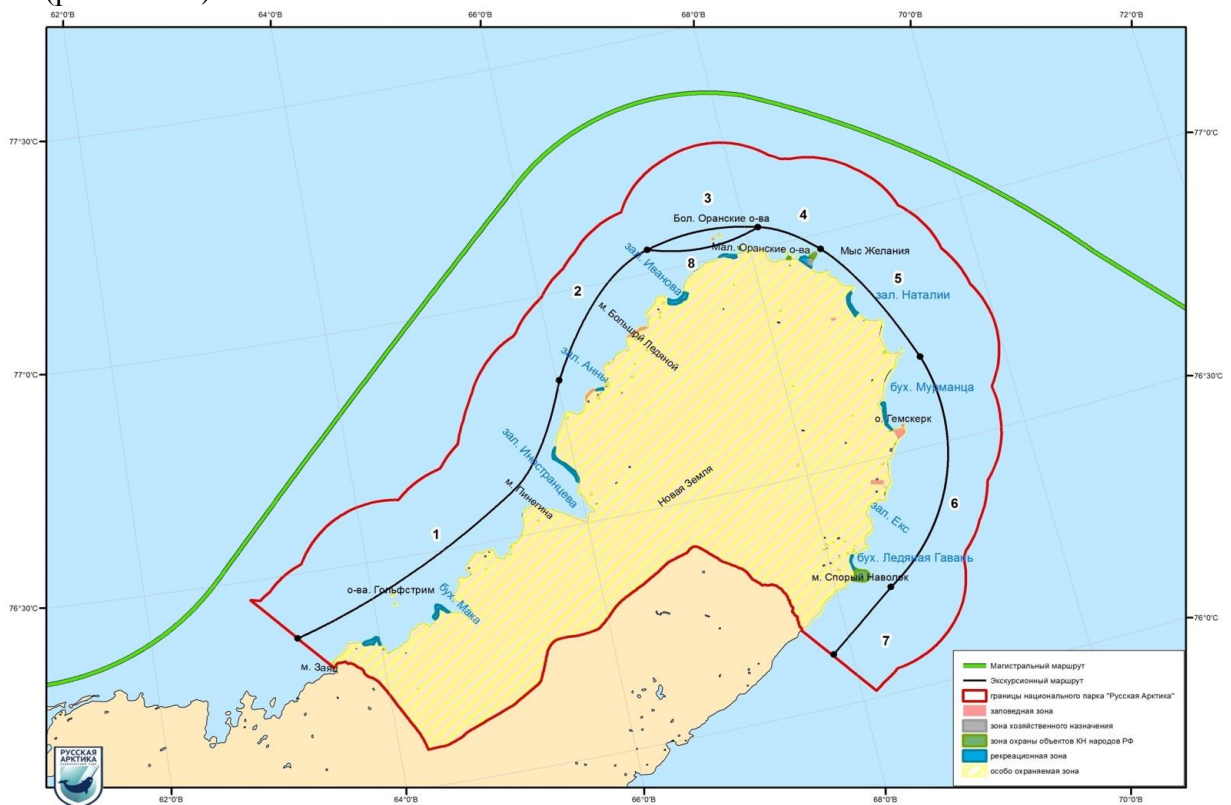 62°0'В
64°0'В
66°0'В
68°0'В
70°0'В
72°0'В
77°30'С
77°0'С
3
4
Бол. Оранские о-ва
Мал. Оранские о-ва
Мыс Желания
зал. Иванова
8
5
2
зал. Наталии
м. Большой Ледяной
77°0'С
зал. Анны
76°30'С
бух. Мурманца
о. Гемскерк
зал. Иностранцева
м. Пинегина
Новая Земля
1
6
зал. Екс
бух. Ледяная Гавань
м. Спорый Наволок
о-ва. Гольфстрим
бух. Мака
76°30'С
76°0'С
7
м. Заяц
Магистральный маршрут
Экскурсионный маршрут
границы национального парка "Русская Арктика"
заповедная зона
зона хозяйственного назначения
зона охраны объектов КН народов РФ
рекреационная зона
особо охраняемая зона
РУССКАЯ
АРКТИКА
62°0'В
64°0'В
66°0'В
68°0'В
70°0'В